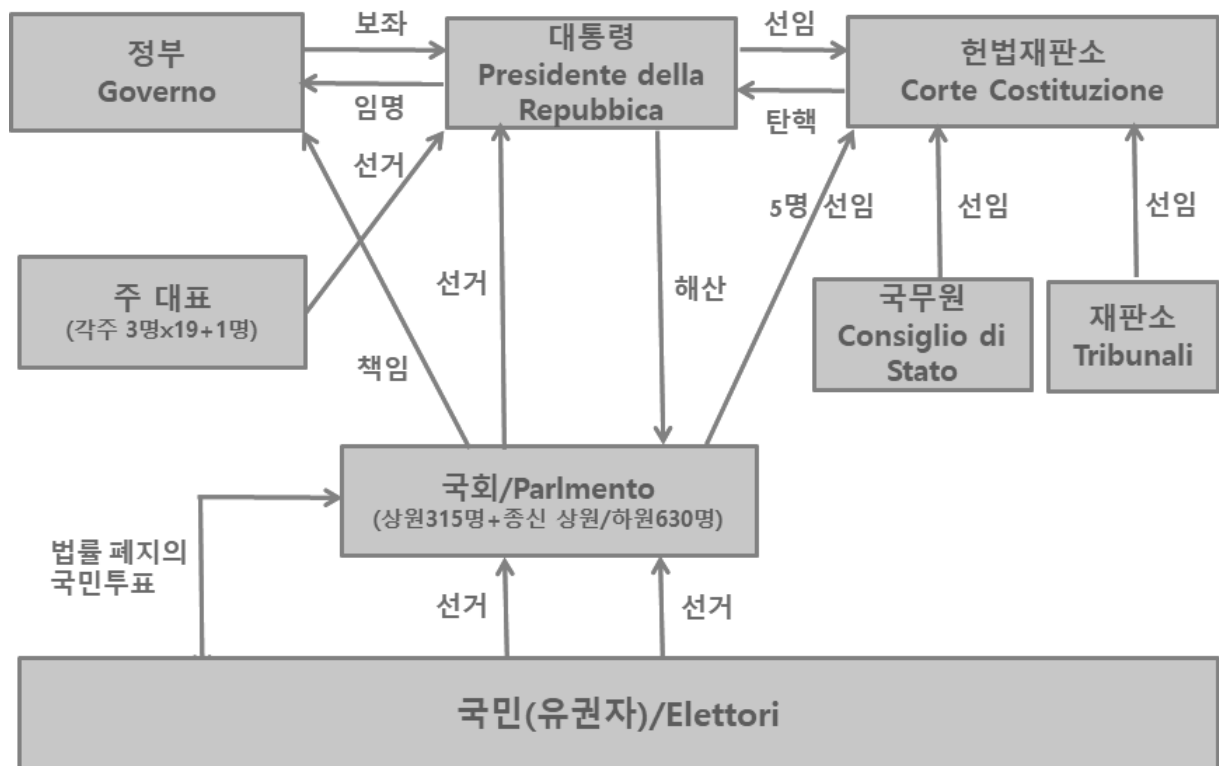 보좌
선임
정부
Governo
대통령
Presidente della
Repubbica
헌법재판소
Corte Costituzione
임명
탄핵
선거
5명 선임
선임
선임
주 대표
(각주 3명x19+1명)
선거
해산
국무원
Consiglio di
Stato
재판소
Tribunali
책임
국회/Parlmento
(상원315명+종신 상원/하원630명)
법률 폐지의
국민투표
선거
선거
국민(유권자)/Elettori